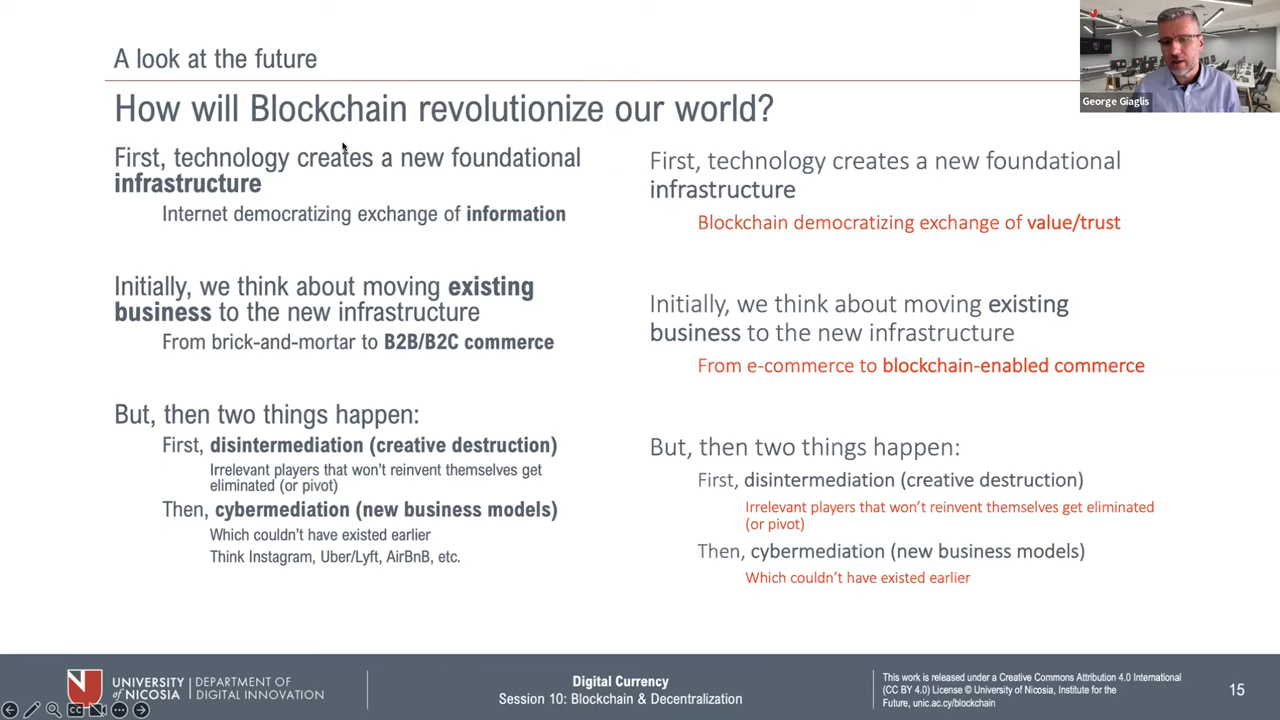 A look at the future
How will Blockchain revolutionize our world?
First, technology creates a new foundational
infrastructure
Internet democratizing exchange of information
Initially, we think about moving existing
business to the new infrastructure
From brick-and-mortar to B2B/B2C commerce
But, then two things happen:
First, disintermediation (creative destruction)
Irrelevant players that won't reinvent themselves get
eliminated (or pivot)
Then, cybermediation (new business models)
Which couldn't have existed earlier
Think Instagram, Uber/Lyft, AirBnB, etc.
First, technology creates a new foundational
infrastructure
Blockchain democratizing exchange of value/trust
Initially, we think about moving existing
business to the new infrastructure
From e-commerce to blockchain-enabled commerce
But, then two things happen:
First, disintermediation (creative destruction)
Irrelevant players that won't reinvent themselves get eliminated
(or pivot)
Then, cybermediation (new business models)
Which couldn't have existed earlier
George Giaglis
UNIVERSITY
of NICOSIA
DEPARTMENT OF
DIGITAL INNOVATION
Digital Currency
Session 10: Blockchain & Decentralization
This work is released under a Creative Commons Attribution 4.0 International
(CC BY 4.0) License © University of Nicosia, Institute for the
Future, unic.ac.cy/blockchain
15
CC